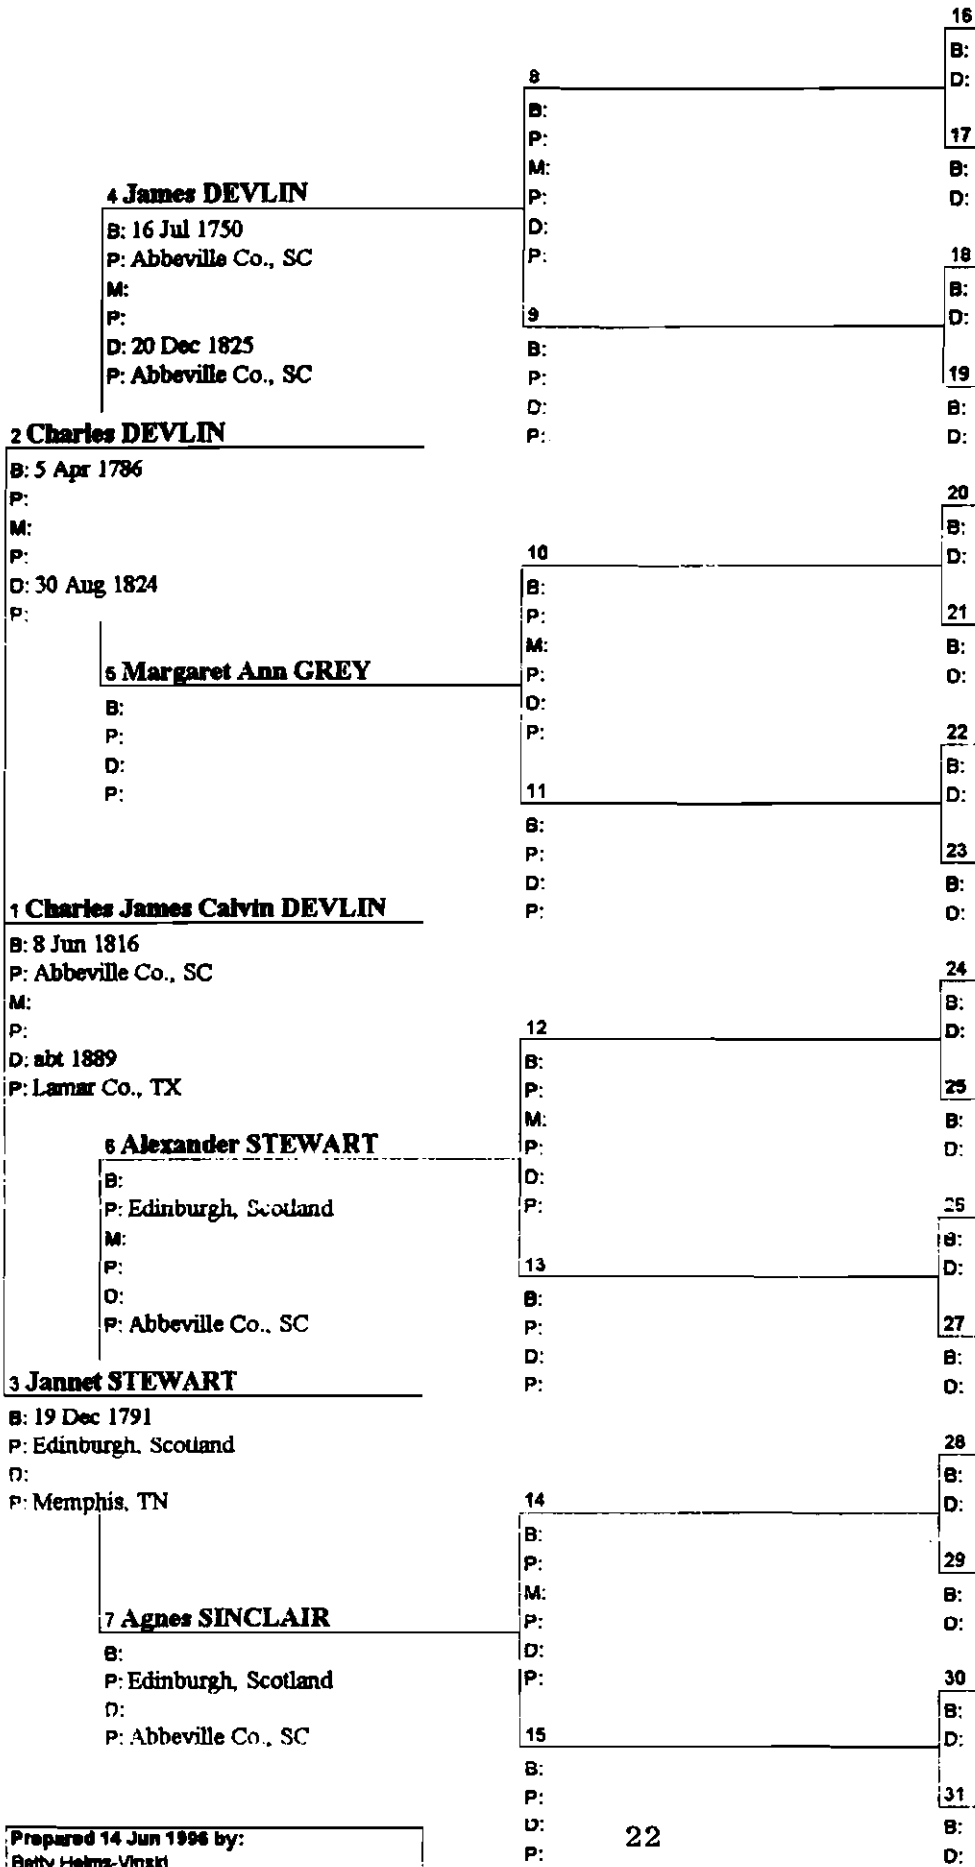 16
B:
D:
8
B:
P:
M:
P:
D:
P:
17
B:
D:
4 James DEVLIN
B: 16 Jul 1750
P: Abbeville Co., SC
M:
P:
D: 20 Dec 1825
P: Abbeville Co., SC
18
B:
D:
9
B:
P:
D:
P:
19
B:
D:
2 Charles DEVLIN
B: 5 Apr 1786
P:
M:
P:
D: 30 Aug 1824
P:
20
B:
D:
10
B:
P:
M:
P:
D:
P:
21
B:
D:
5 Margaret Ann GREY
B:
P:
D:
P:
22
B:
D:
11
B:
P:
D:
P:
23
B:
D:
1 Charles James Calvin DEVLIN
B: 8 Jun 1816
P: Abbeville Co., SC
M:
P:
D: abt 1889
P: Lamar Co., TX
24
B:
D:
12
B:
P:
M:
P:
D:
P:
25
B:
D:
6 Alexander STEWART
B:
P: Edinburgh, Scotland
M:
P:
D:
P: Abbeville Co., SC
26
B:
D:
13
B:
P:
D:
P:
27
B:
D:
3 Jannet STEWART
B: 19 Dec 1791
P: Edinburgh, Scotland
D:
P: Memphis, TN
28
B:
D:
14
B:
P:
M:
P:
D:
P:
29
B:
D:
7 Agnes SINCLAIR
B:
P: Edinburgh, Scotland
D:
P: Abbeville Co., SC
30
B:
D:
15
B:
P:
D:
P:
31
B:
D:
22
Prepared 14 Jun 1996 by:
Betty Helms-Vinski